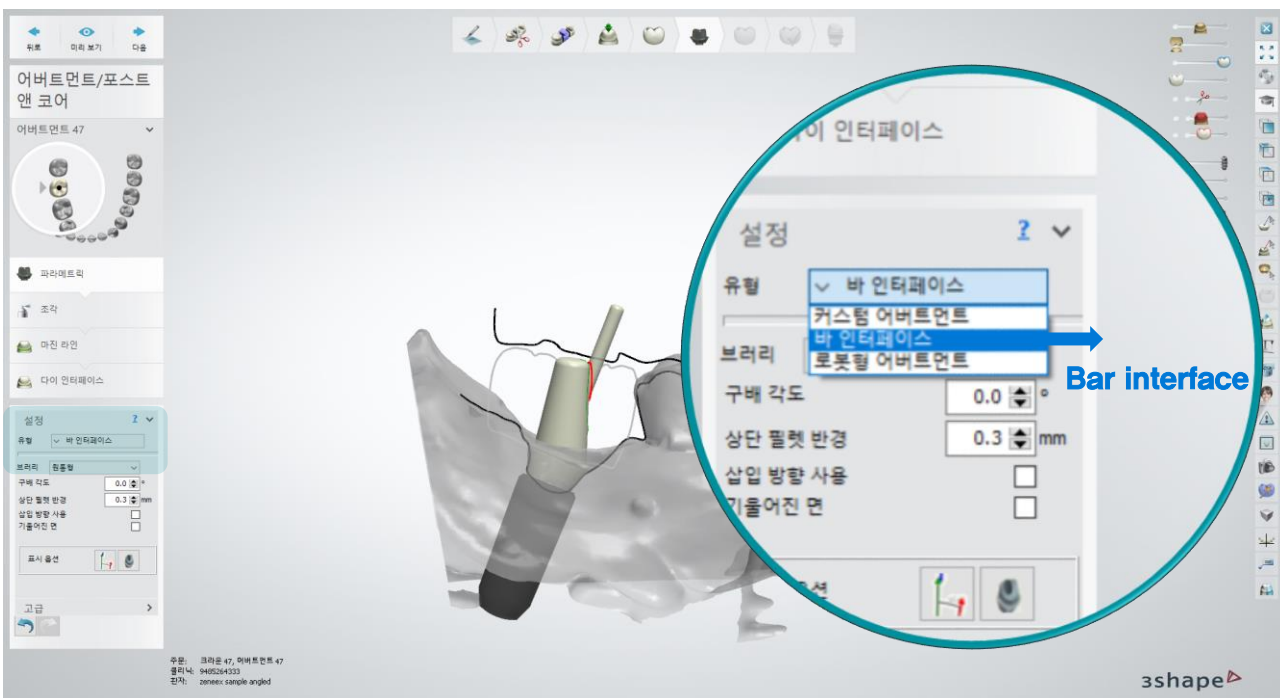 뒤로
미리 보기
다음
어버트먼트/포스트
앤 코어
어버트먼트 47
파라메트릭
조각
마진 라인
다이 인터페이스
설정
?
유형
바 인터페이스
브러리
원통형
구배 각도
0.0
°
상단 필렛 반경
0.3
mm
삽입 방향 사용
기울어진 면
표시 옵션
고급
주문: 크라운 47, 어버트먼트 47
클리닉: 9485264333
환자: zeneex sample angled
이 인터페이스
설정
?
유형
바 인터페이스
커스텀 어버트먼트
바 인터페이스
로봇형 어버트먼트
Bar interface
브러리
구배 각도
0.0
°
상단 필렛 반경
0.3
mm
삽입 방향 사용
기울어진 면
3shape